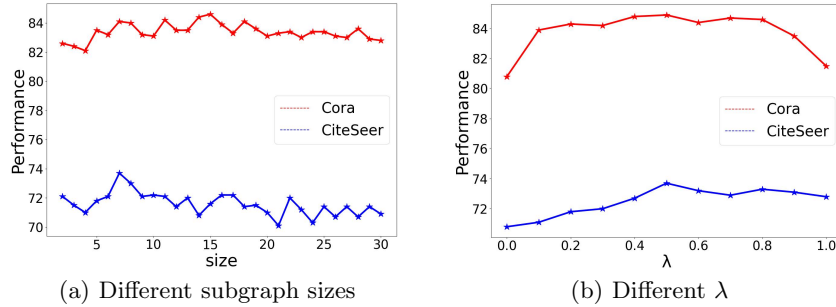 84
82
80
78
76
74
72
70
Performance
5
10
15
20
25
30
size
Cora
CiteSeer
(a) Different subgraph sizes
84
82
80
78
76
74
72
Performance
0.0
0.2
0.4
0.6
0.8
1.0
λ
Cora
CiteSeer
(b) Different λ